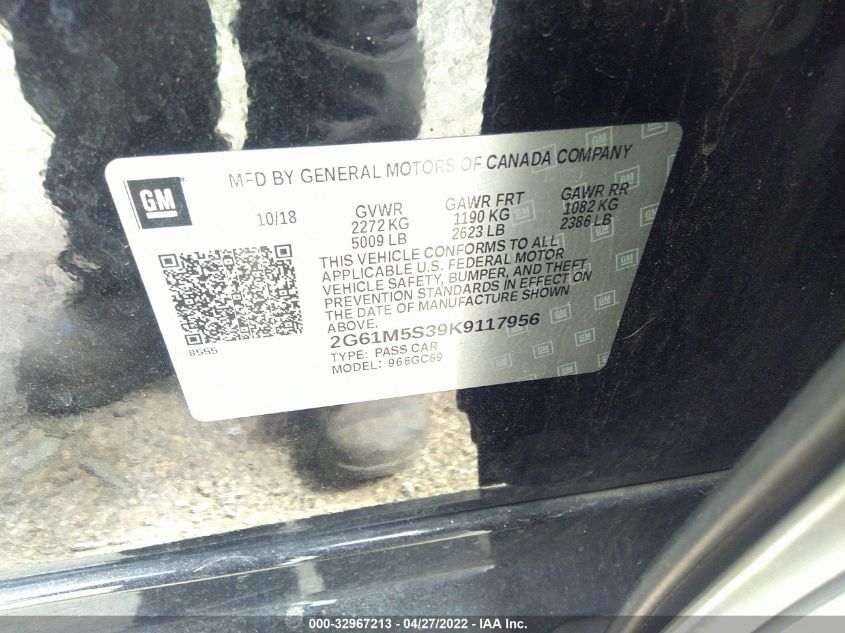 MFD BY GENERAL MOTORS OF CANADA COMPANY
GM
10/18
GVWR
2272 KG
5009 LB
GAWR FRT
1190 KG
2623 LB
GAWR RR
1082 KG
2386 LB
THIS VEHICLE CONFORMS TO ALL
APPLICABLE U.S. FEDERAL MOTOR
VEHICLE SAFETY, BUMPER, AND THEFT
PREVENTION STANDARDS IN EFFECT ON
THE DATE OF MANUFACTURE SHOWN
ABOVE.
2G61M5S39K9117956
TYPE: PASS CAR
MODEL: 966GC69
8555
000-32967213 - 04/27/2022 - IAA Inc.